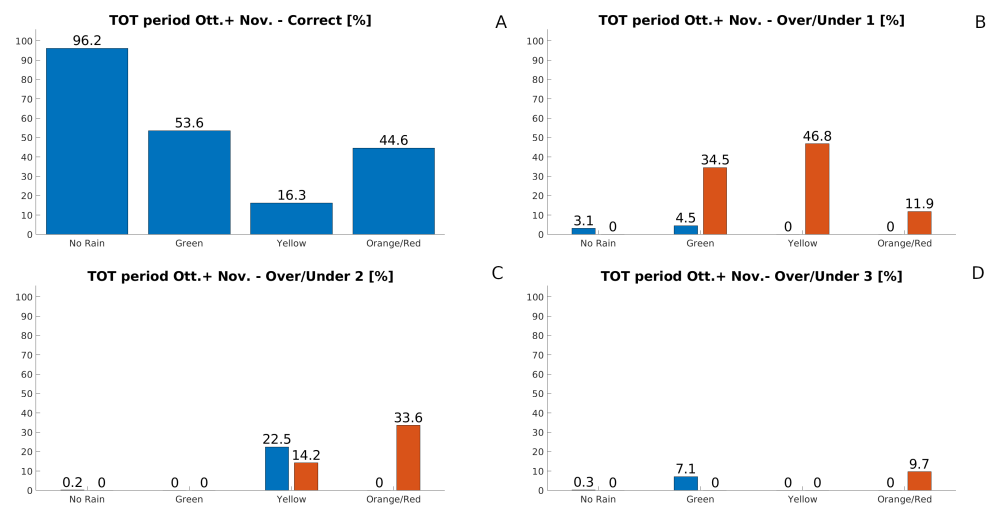 TOT period Ott.+ Nov. - Correct [%]
A
100
90
80
70
60
50
40
30
20
10
0
96.2
53.6
16.3
44.6
No Rain
Green
Yellow
Orange/Red
TOT period Ott.+ Nov. - Over/Under 1 [%]
B
100
90
80
70
60
50
40
30
20
10
0
3.1 0
4.5 34.5
0 46.8
0 11.9
No Rain
Green
Yellow
Orange/Red
TOT period Ott.+ Nov. - Over/Under 2 [%]
C
100
90
80
70
60
50
40
30
20
10
0
0.2 0
0 0
22.5 14.2
0 33.6
No Rain
Green
Yellow
Orange/Red
TOT period Ott.+ Nov.- Over/Under 3 [%]
D
100
90
80
70
60
50
40
30
20
10
0
0.3 0
7.1 0
0 0
0 9.7
No Rain
Green
Yellow
Orange/Red